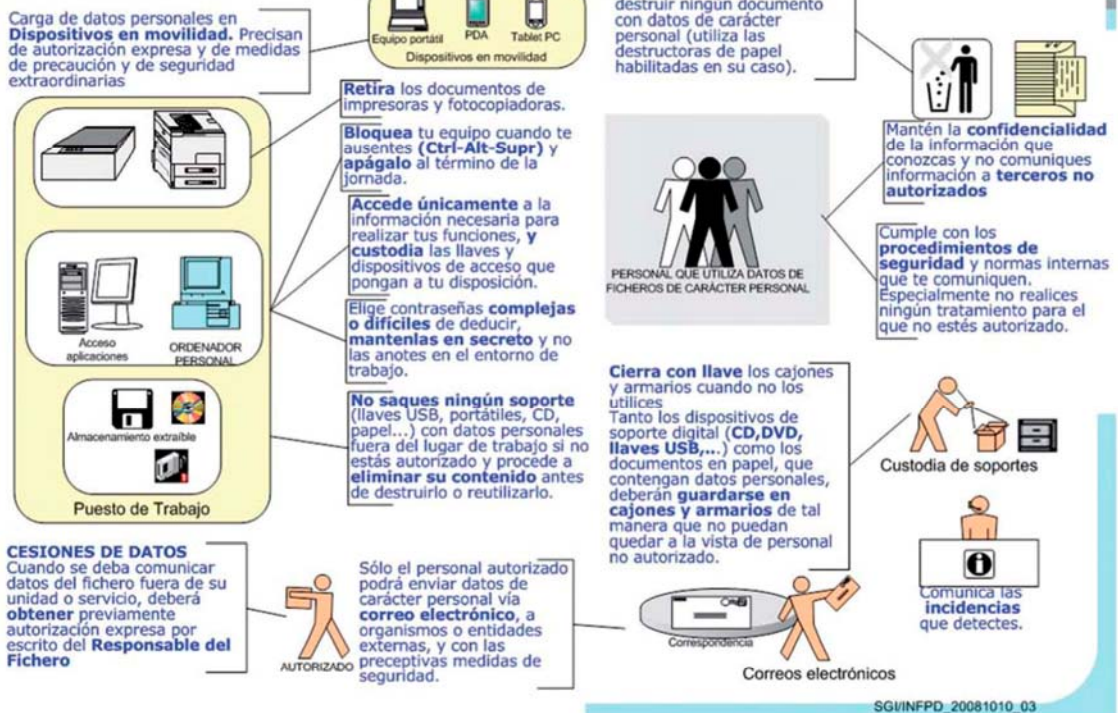 Carga de datos personales en
Dispositivos en movilidad. Precisan
de autorización expresa y de medidas
de precaución y de seguridad
extraordinarias
Equipo portátil
PDA
Tablet PC
Dispositivos en movilidad
destruir ningún documento
con datos de carácter
personal (utiliza las
destructoras de papel
habilitadas en su caso).
Retira los documentos de
impresoras y fotocopiadoras.
Bloquea tu equipo cuando te
ausentes (Ctrl-Alt-Supr) y
apágalo al término de la
jornada.
Accede únicamente a la
información necesaria para
realizar tus funciones, y
custodia las llaves y
dispositivos de acceso que
pongan a tu disposición.
Elige contraseñas complejas
o difíciles de deducir,
mantenlas en secreto y no
las anotes en el entorno de
trabajo.
No saques ningún soporte
(llaves USB, portátiles, CD,
papel...) con datos personales
fuera del lugar de trabajo si no
estás autorizado y procede a
eliminar su contenido antes
de destruirlo o reutilizarlo.
Acceso
aplicaciones
ORDENADOR
PERSONAL
Almacenamiento extraíble
Puesto de Trabajo
PERSONAL QUE UTILIZA DATOS DE
FICHEROS DE CARÁCTER PERSONAL
Mantén la confidencialidad
de la información que
conozcas y no comuniques
información a terceros no
autorizados
Cumple con los
procedimientos de
seguridad y normas internas
que te comuniquen.
Especialmente no realices
ningún tratamiento para el
que no estés autorizado.
Cierra con llave los cajones
y armarios cuando no los
utilices
Tanto los dispositivos de
soporte digital (CD,DVD,
llaves USB,...) como los
documentos en papel, que
contengan datos personales,
deberán guardarse en
cajones y armarios de tal
manera que no puedan
quedar a la vista de personal
no autorizado.
Custodia de soportes
Comunica las
incidencias
que detectes.
CESIONES DE DATOS
Cuando se deba comunicar
datos del fichero fuera de su
unidad o servicio, deberá
obtener previamente
autorización expresa por
escrito del Responsable del
Fichero
AUTORIZADO
Sólo el personal autorizado
podrá enviar datos de
carácter personal vía
correo electrónico, a
organismos o entidades
externas, y con las
preceptivas medidas de
seguridad.
Correspondencia
Correos electrónicos
SGI/INFPD_20081010_03